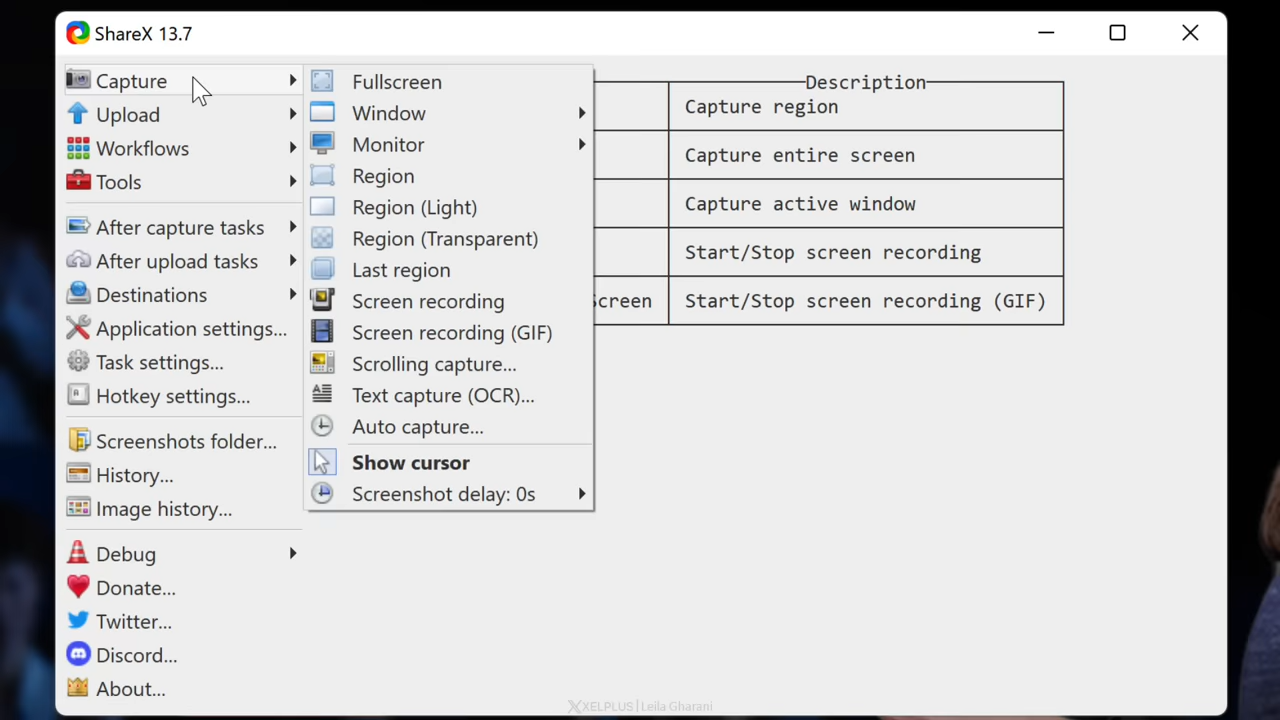 ShareX 13.7
Capture
Upload
Workflows
Tools
After capture tasks
After upload tasks
Destinations
Application settings...
Task settings...
Hotkey settings...
Screenshots folder...
History...
Image history...
Debug
Donate...
Twitter...
Discord...
About...
Fullscreen
Window
Monitor
Region
Region (Light)
Region (Transparent)
Last region
Screen recording
Screen recording (GIF)
Scrolling capture...
Text capture (OCR)...
Auto capture...
Show cursor
Screenshot delay: 0s
Description
Capture region
Capture entire screen
Capture active window
Start/Stop screen recording
Screen
Start/Stop screen recording (GIF)
XELPLUS | Leila Gharani